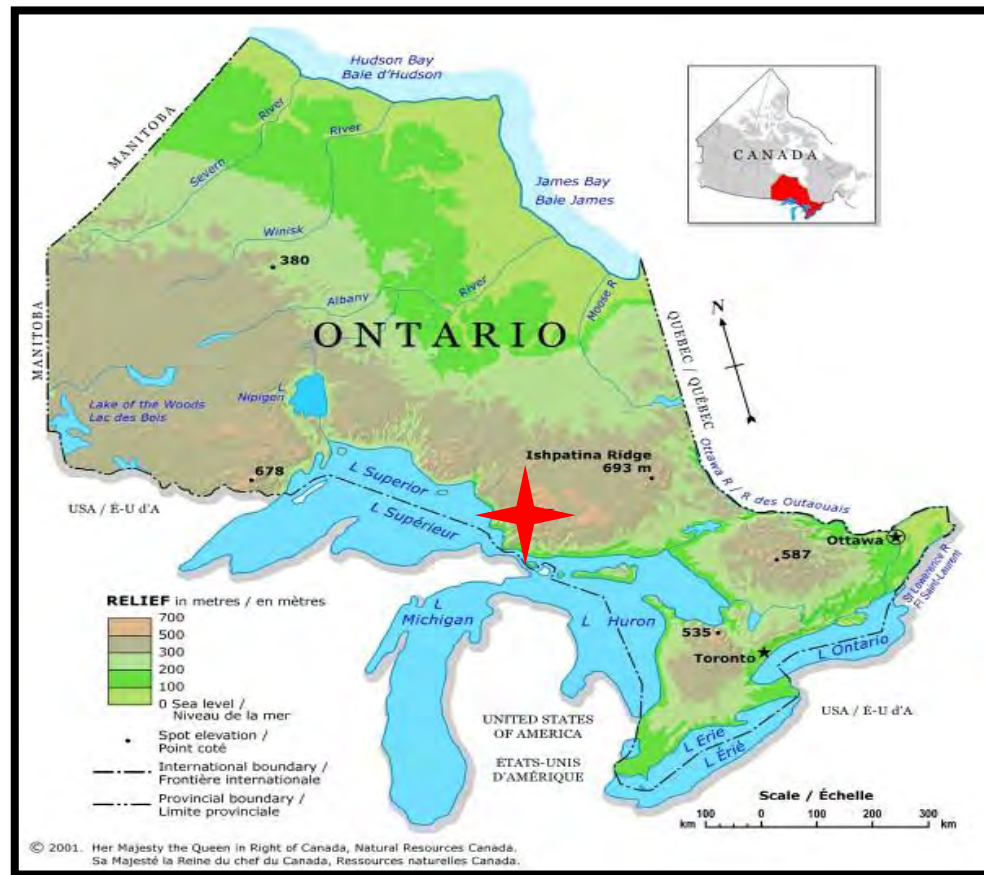 Hudson Bay
Baie d'Hudson
MANITOBA
River
River
Severn
James Bay
Baie James
CANADA
Winisk
380
River
Albany
Moose R
ONTARIO
N
MANITOBA
QUEBEC / QUÉBEC
L
Nipigon
Lake of the Woods
Lac des Bois
Ishpatina Ridge
693 m
678
L Superior
L Supérieur
USA / É-U d'A
Ottawa R / R des Outaouais
Ottawa
587
St Lawrence R
Fl Saint-Laurent
RELIEF in metres / en mètres
700
500
300
200
100
0 Sea level /
Niveau de la mer
Spot elevation /
Point coté
International boundary /
Frontière internationale
Provincial boundary /
Limite provinciale
L
Michigan
L Huron
535
Toronto
L Ontario
UNITED STATES
OF AMERICA
ÉTATS-UNIS
D'AMÉRIQUE
USA / É-U d'A
L Erie
L Érié
Scale / Échelle
100 0 100 200 300
km km
© 2001. Her Majesty the Queen in Right of Canada, Natural Resources Canada.
Sa Majesté la Reine du chef du Canada, Ressources naturelles Canada.